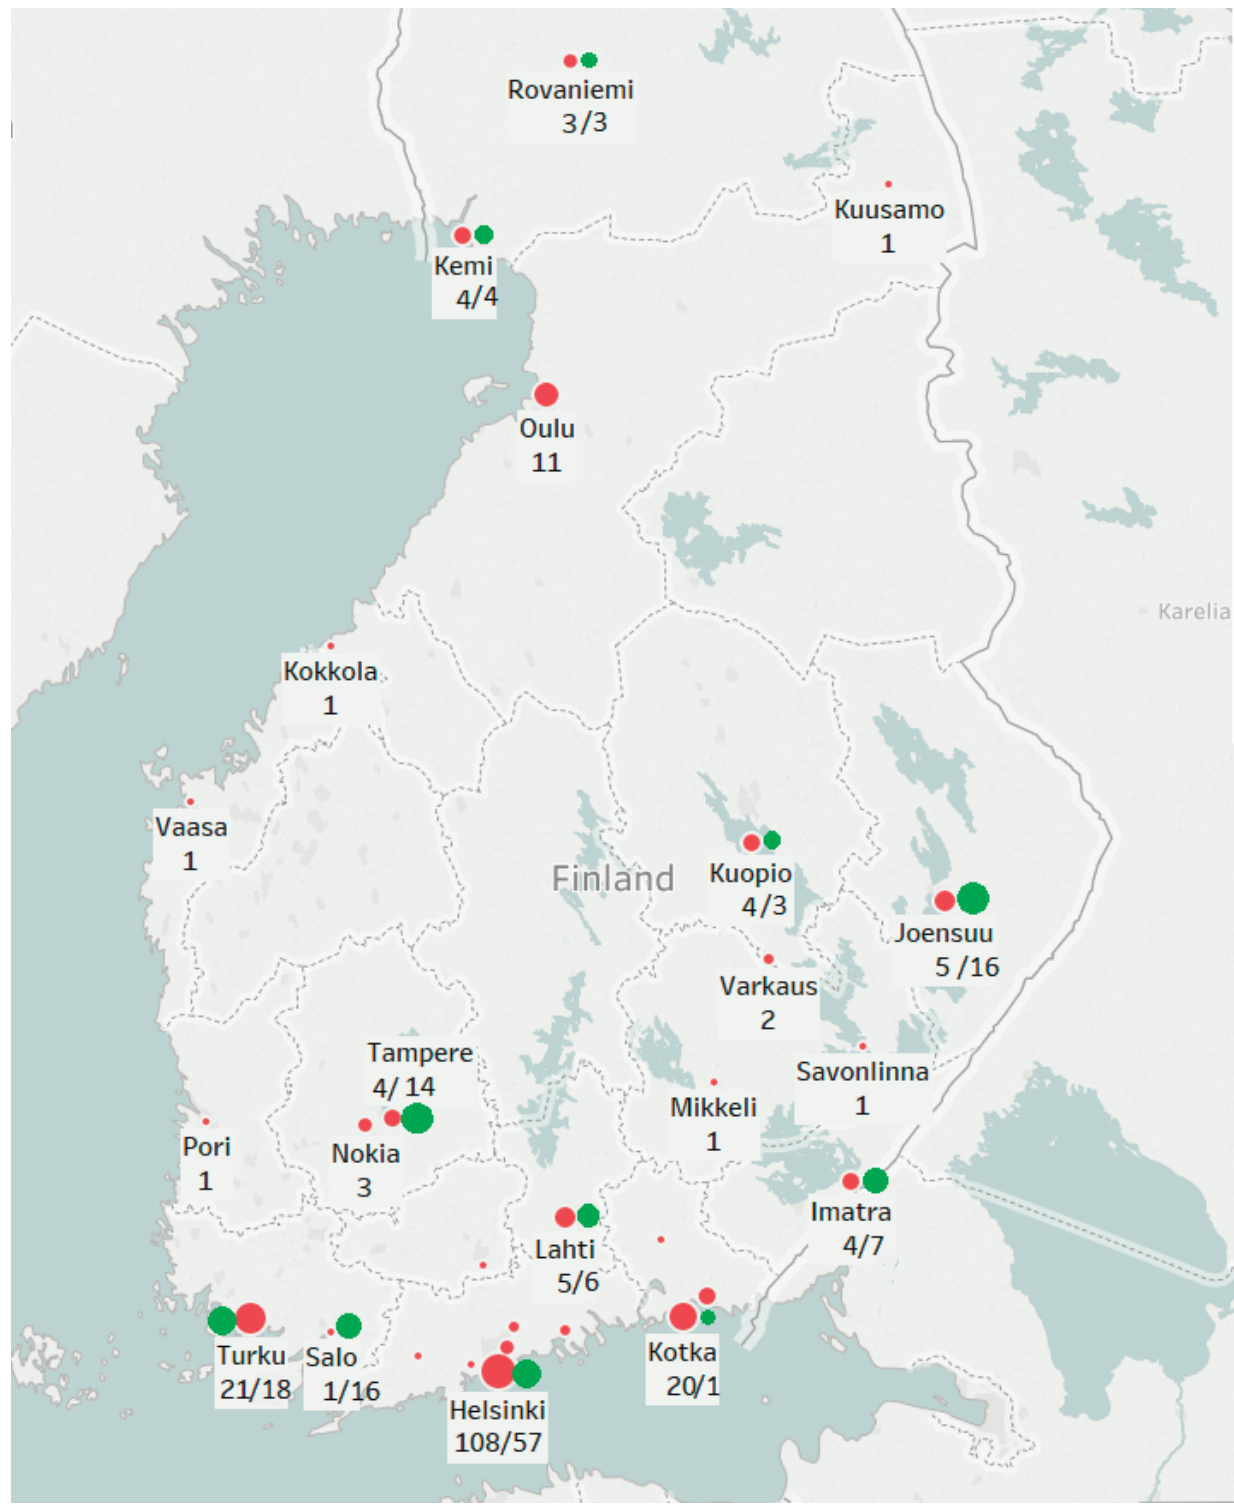 Rovaniemi
3/3
Kuusamo
1
Kemi
4/4
Oulu
11
Karelia
Kokkola
1
Vaasa
1
Finland
Kuopio
4/3
Joensuu
5/16
Varkaus
2
Tampere
4/14
Savonlinna
1
Mikkeli
1
Pori
1
Nokia
3
Imatra
4/7
Lahti
5/6
Turku
21/18
Salo
1/16
Kotka
20/1
Helsinki
108/57